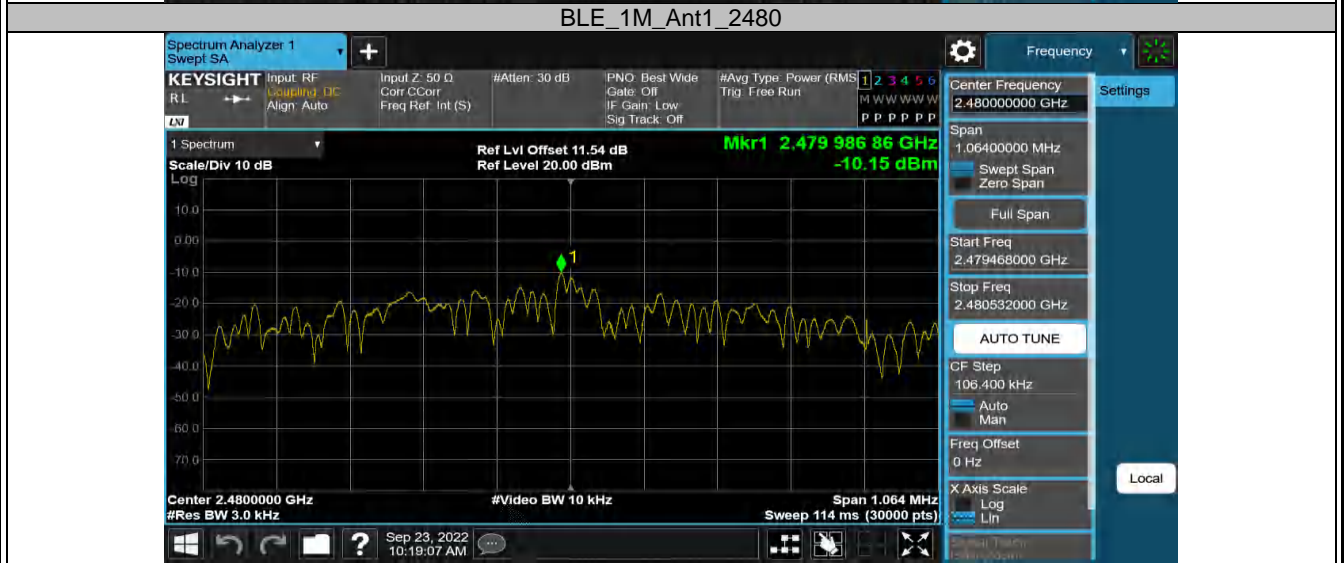 BLE_1M_Ant1_2480
Spectrum Analyzer 1
Swept SA
+
Frequency
KEYSIGHT
RL
LXI
Input: RF
Coupling: DC
Align: Auto
Input Z: 50 Ω
Corr CCorr
Freq Ref: Int (S)
#Atten: 30 dB
PNO: Best Wide
Gate: Off
IF Gain: Low
Sig Track: Off
#Avg Type: Power (RMS
Trig: Free Run
1 2 3 4 5 6
M W W W W W
P P P P P P
1 Spectrum
Scale/Div 10 dB
Log
Ref Lvl Offset 11.54 dB
Ref Level 20.00 dBm
Mkr1 2.479 986 86 GHz
-10.15 dBm
10.0
0.00
-10.0
-20.0
-30.0
-40.0
-50.0
-60.0
-70.0
1
Center 2.4800000 GHz
#Res BW 3.0 kHz
#Video BW 10 kHz
Span 1.064 MHz
Sweep 114 ms (30000 pts)
Center Frequency
2.480000000 GHz
Settings
Span
1.06400000 MHz
Swept Span
Zero Span
Full Span
Start Freq
2.479468000 GHz
Stop Freq
2.480532000 GHz
AUTO TUNE
CF Step
106.400 kHz
Auto
Man
Freq Offset
0 Hz
X Axis Scale
Log
Lin
Local
?
Sep 23, 2022
10:19:07 AM